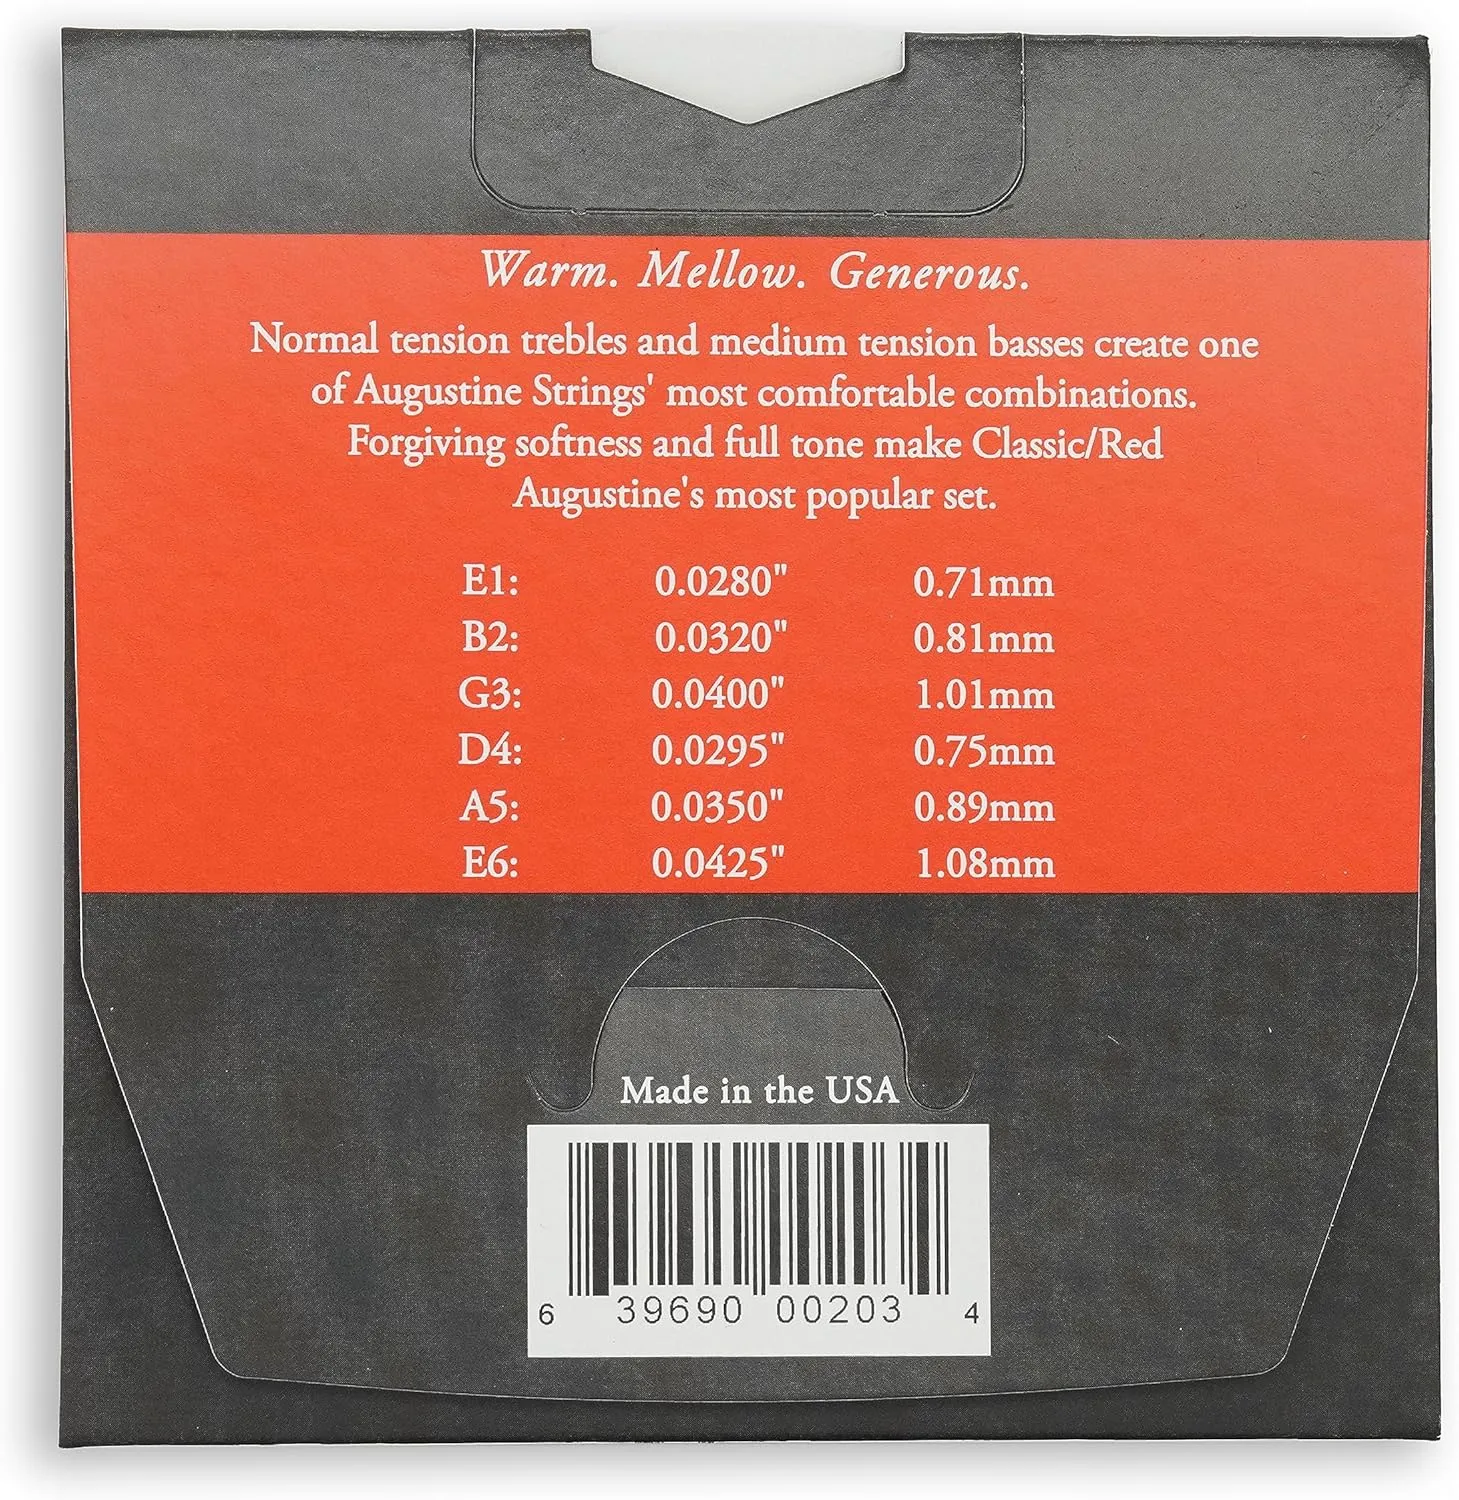 Warm. Mellow. Generous.
Normal tension trebles and medium tension basses create one
of Augustine Strings' most comfortable combinations.
Forgiving softness and full tone make Classic/Red
Augustine's most popular set.
E1: 0.0280" 0.71mm
B2: 0.0320" 0.81mm
G3: 0.0400" 1.01mm
D4: 0.0295" 0.75mm
A5: 0.0350" 0.89mm
E6: 0.0425" 1.08mm
Made in the USA
6 39690 00203 4